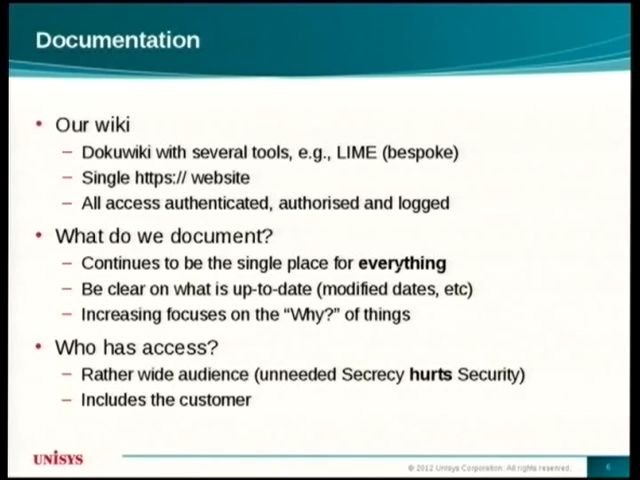 Documentation
• Our wiki
– Dokuwiki with several tools, e.g., LIME (bespoke)
– Single https:// website
– All access authenticated, authorised and logged
• What do we document?
– Continues to be the single place for everything
– Be clear on what is up-to-date (modified dates, etc)
– Increasing focuses on the “Why?” of things
• Who has access?
– Rather wide audience (unneeded Secrecy hurts Security)
– Includes the customer
UNISYS
© 2012 Unisys Corporation. All rights reserved.
6